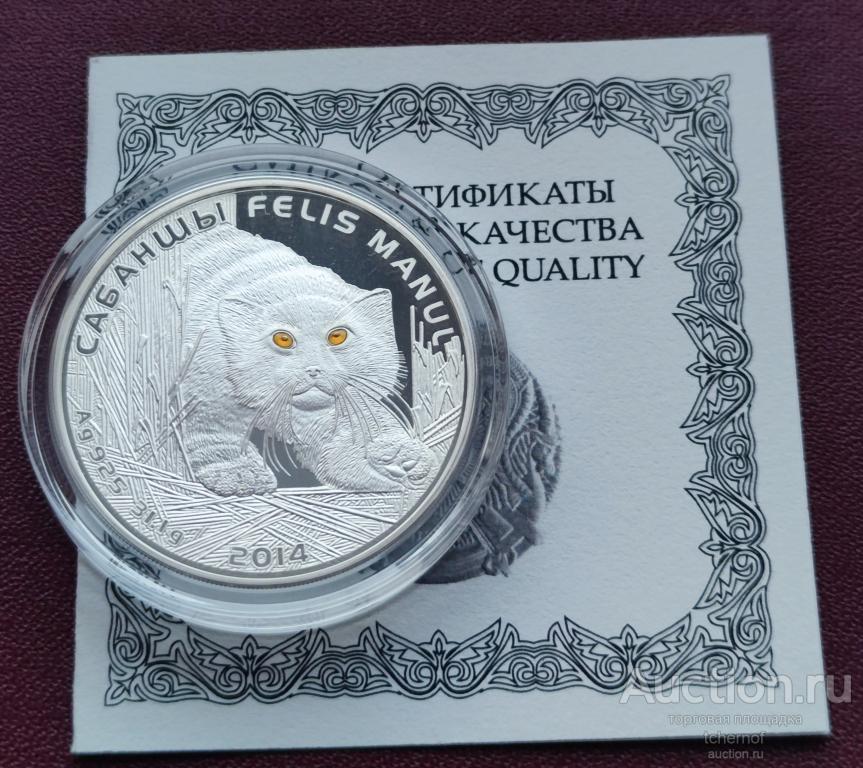 САБАНШЫ FELIS MANUL
Ag 925 31.1 g
2014
ТИФИКАТЫ
КАЧЕСТВА
QUALITY
Auction.ru
торговая площадка
tchernof
auction.ru